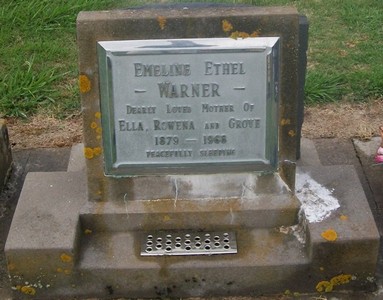 Emeline Ethel
- Warner -
Dearly Loved Mother Of
Ella, Rowena and Grove
1879 - 1968
Peacefully Sleeping